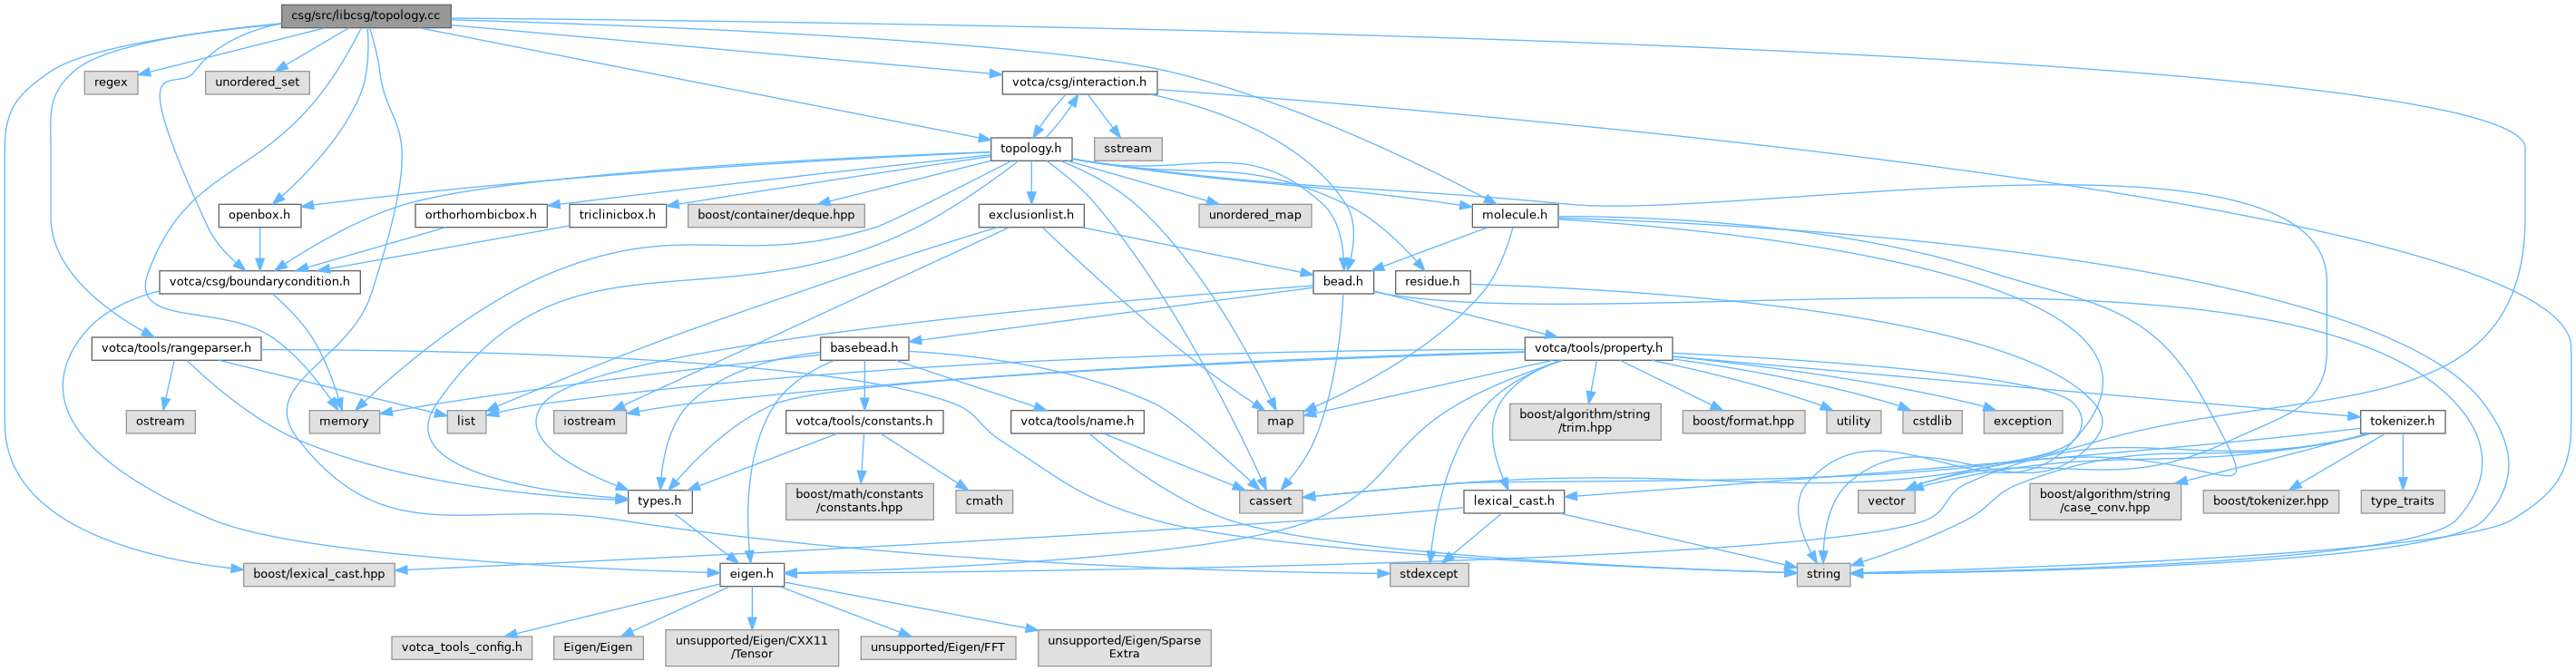 csg/src/libcsg/topology.cc
regex
unordered_set
votca/csg/interaction.h
topology.h
sstream
openbox.h
orthorhombicbox.h
triclinicbox.h
boost/container/deque.hpp
exclusionlist.h
unordered_map
molecule.h
votca/csg/boundarycondition.h
bead.h
residue.h
votca/tools/rangeparser.h
basebead.h
votca/tools/property.h
ostream
memory
list
iostream
votca/tools/constants.h
votca/tools/name.h
map
boost/algorithm/string
/trim.hpp
boost/format.hpp
utility
cstdlib
exception
tokenizer.h
types.h
boost/math/constants
/constants.hpp
cmath
cassert
lexical_cast.h
vector
boost/algorithm/string
/case_conv.hpp
boost/tokenizer.hpp
type_traits
boost/lexical_cast.hpp
eigen.h
stdexcept
string
votca_tools_config.h
Eigen/Eigen
unsupported/Eigen/CXX11
/Tensor
unsupported/Eigen/FFT
unsupported/Eigen/Sparse
Extra